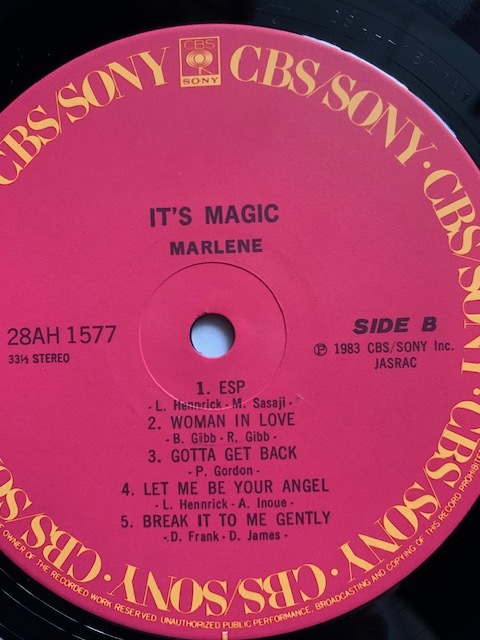 CBS/SONY
CBS
SONY
CBS/SONY · CBS/SONY · CBS/SONY · CBS/SONY · CBS/SO
IT'S MAGIC
MARLENE
28AH 1577
33⅓ STEREO
SIDE B
Ⓟ 1983 CBS/SONY Inc.
JASRAC
1. ESP
- L. Hennrick - M. Sasaji -
2. WOMAN IN LOVE
- B. Gibb - R. Gibb -
3. GOTTA GET BACK
- P. Gordon -
4. LET ME BE YOUR ANGEL
- L. Hennrick - A. Inoue -
5. BREAK IT TO ME GENTLY
- D. Frank - D. James -
OWNER OF THE RECORDED WORK RESERVED UNAUTHORIZED PUBLIC PERFORMANCE, BROADCASTING AND COPYING OF THIS RECORD PROHIBITE